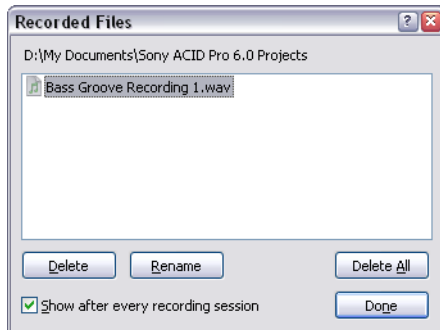 Recorded Files
D:\My Documents\Sony ACID Pro 6.0 Projects
Bass Groove Recording 1.wav
Delete Rename Delete All
Show after every recording session Done